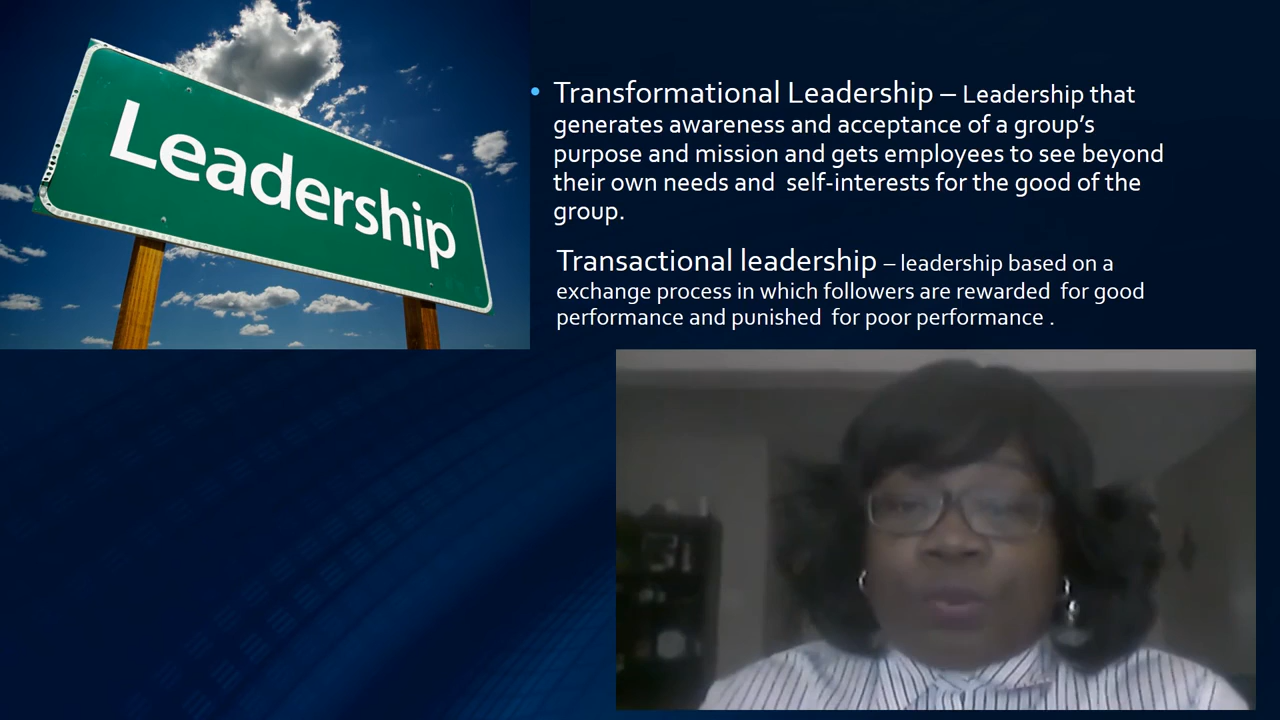 Leadership
Transformational Leadership – Leadership that
generates awareness and acceptance of a group’s
purpose and mission and gets employees to see beyond
their own needs and  self-interests for the good of the
group.
Transactional leadership – leadership based on a
exchange process in which followers are rewarded  for good
performance and punished  for poor performance .